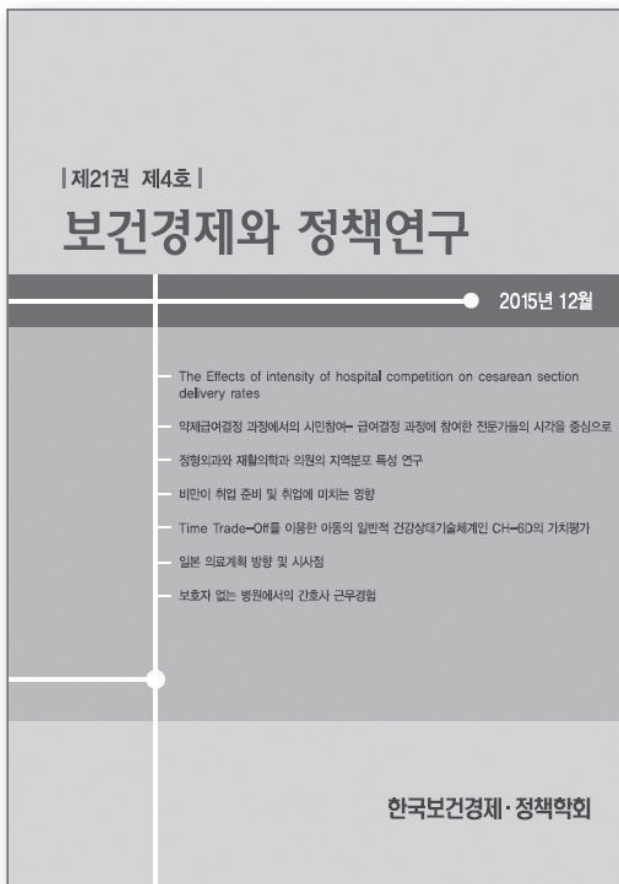 |제21권 제4호|
보건경제와 정책연구
2015년 12월
The Effects of intensity of hospital competition on cesarean section
delivery rates
약제급여결정 과정에서의 시민참여- 급여결정 과정에 참여한 전문가들의 시각을 중심으로
정형외과와 재활의학과 의원의 지역분포 특성 연구
비만이 취업 준비 및 취업에 미치는 영향
Time Trade-Off를 이용한 아동의 일반적 건강상태기술체계인 CH-6D의 가치평가
일본 의료계획 방향 및 시사점
보호자 없는 병원에서의 간호사 근무경험
한국보건경제·정책학회